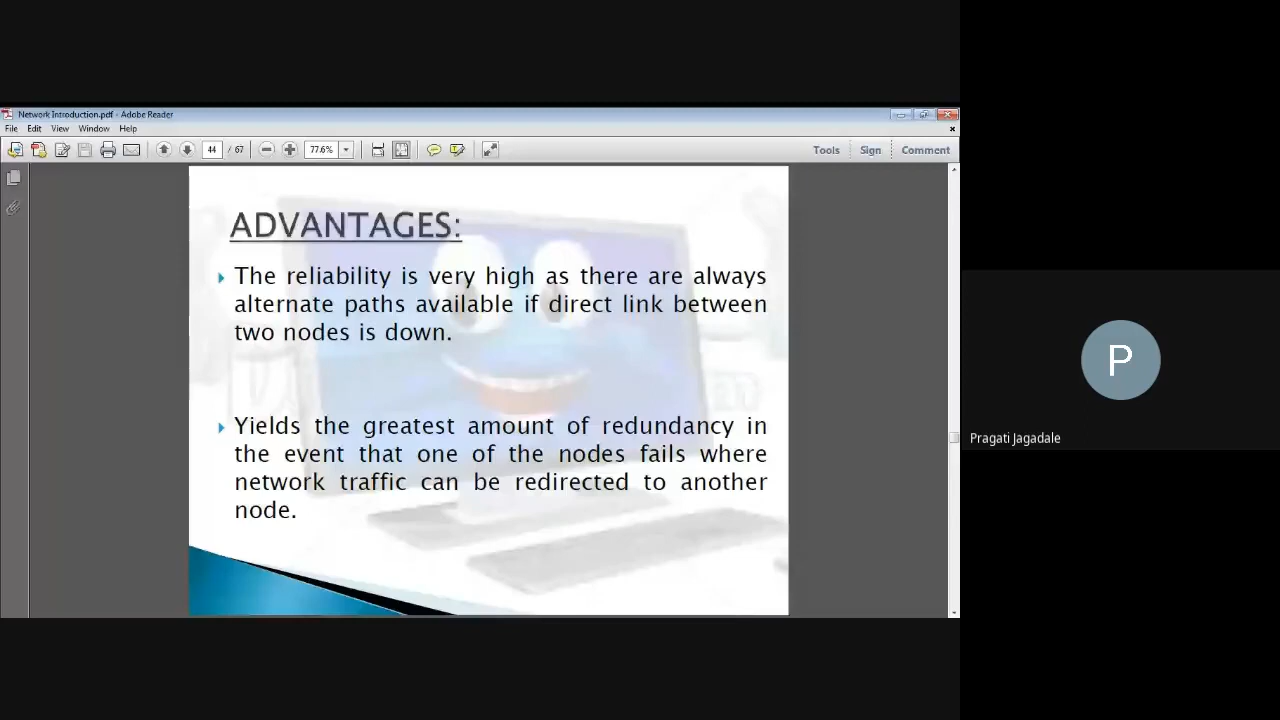 Network Introduction.pdf - Adobe Reader
File Edit View Window Help
44 / 67 77.6% Tools Sign Comment
ADVANTAGES:
The reliability is very high as there are always
alternate paths available if direct link between
two nodes is down.
Yields the greatest amount of redundancy in
the event that one of the nodes fails where
network traffic can be redirected to another
node.
P
Pragati Jagadale